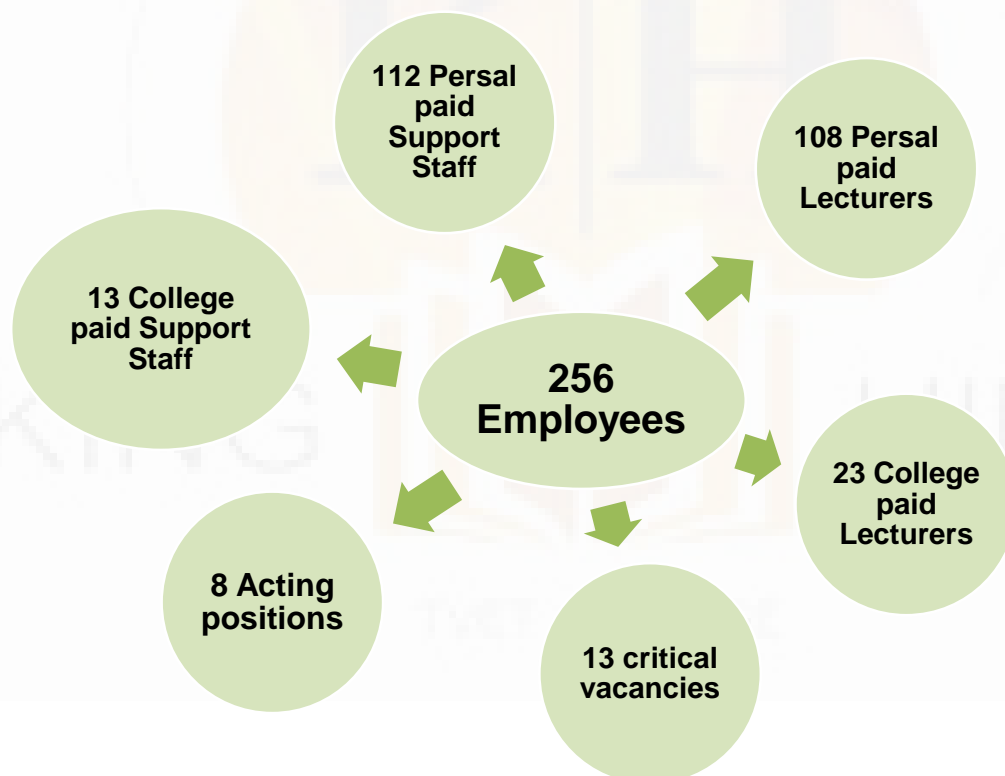 112 Persal
paid
Support
Staff
108 Persal
paid
Lecturers
13 College
paid Support
Staff
256
Employees
23 College
paid
Lecturers
8 Acting
positions
13 critical
vacancies